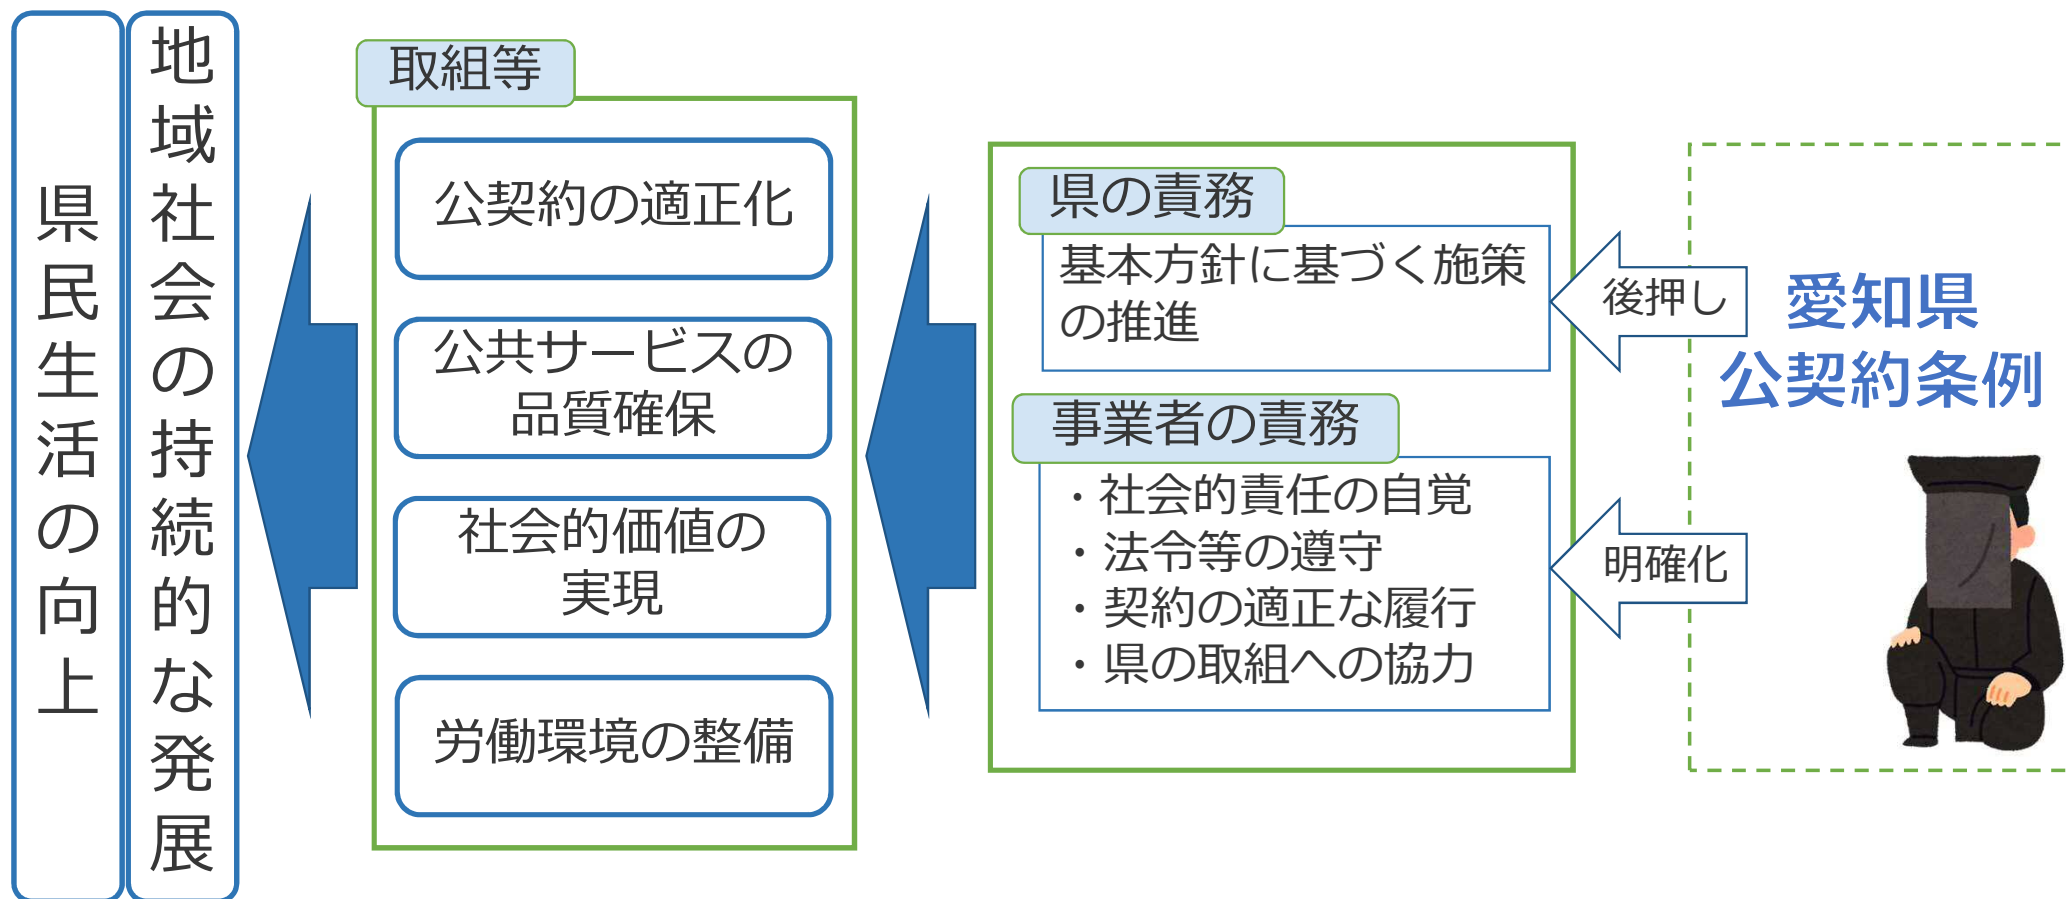 県民生活の向上
地域社会の持続的な発展
取組等
公契約の適正化
公共サービスの
品質確保
社会的価値の
実現
労働環境の整備
県の責務
基本方針に基づく施策
の推進
事業者の責務
・社会的責任の自覚
・法令等の遵守
・契約の適正な履行
・県の取組への協力
後押し
明確化
愛知県
公契約条例